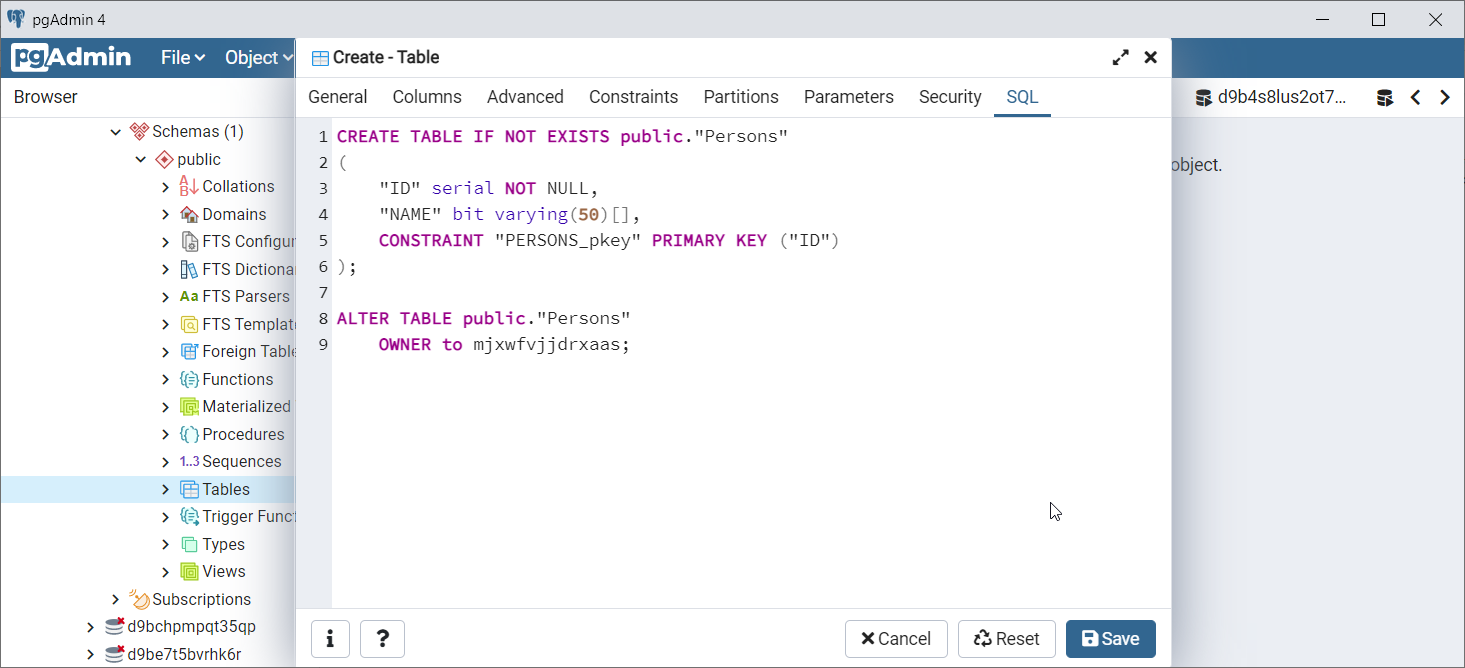 pgAdmin 4
pgAdmin
File
Object
Create - Table
Browser
General Columns Advanced Constraints Partitions Parameters Security SQL
d9b4s8lus2ot7...
object.
Schemas (1)
public
Collations
Domains
FTS Configur
FTS Dictiona
Aa FTS Parsers
FTS Templat
Foreign Table
Functions
Materialized
Procedures
1..3 Sequences
Tables
Trigger Funct
Types
Views
Subscriptions
d9bchpmpqt35qp
d9be7t5bvrhk6r
1 CREATE TABLE IF NOT EXISTS public."Persons"
2 (
3     "ID" serial NOT NULL,
4     "NAME" bit varying(50)[],
5     CONSTRAINT "PERSONS_pkey" PRIMARY KEY ("ID")
6 );
7
8 ALTER TABLE public."Persons"
9     OWNER to mjxwfvjjdrxaas;
i ? Cancel Reset Save